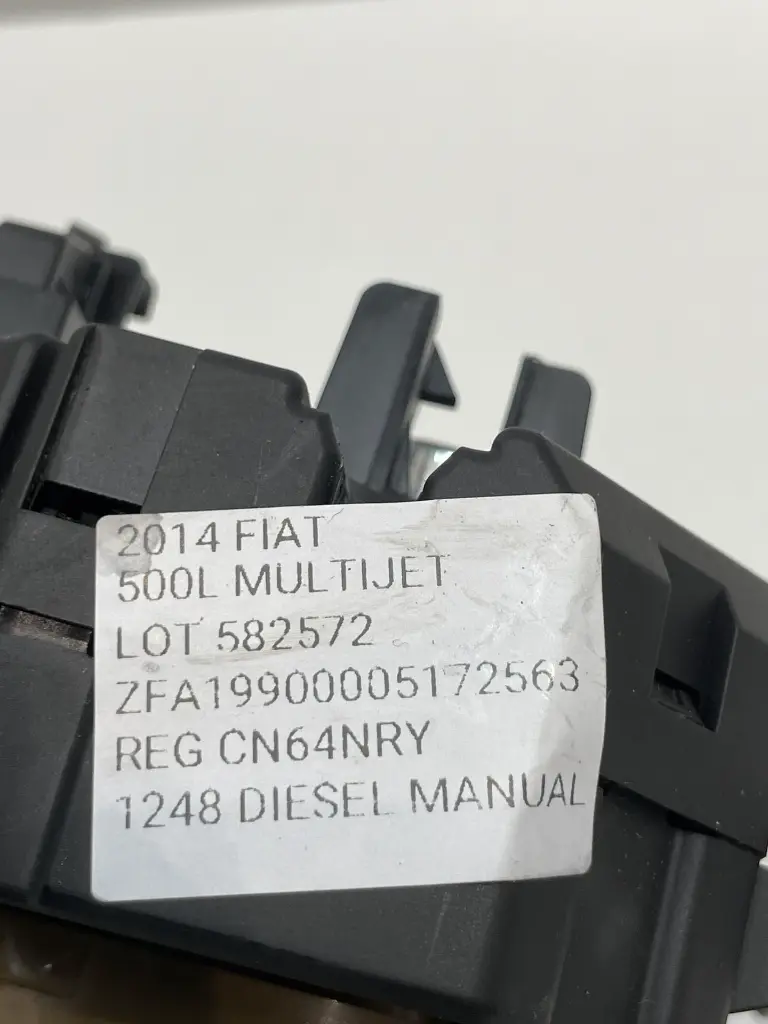 2014 FIAT
500L MULTIJET
LOT 582572
ZFA19900005172563
REG CN64NRY
1248 DIESEL MANUAL